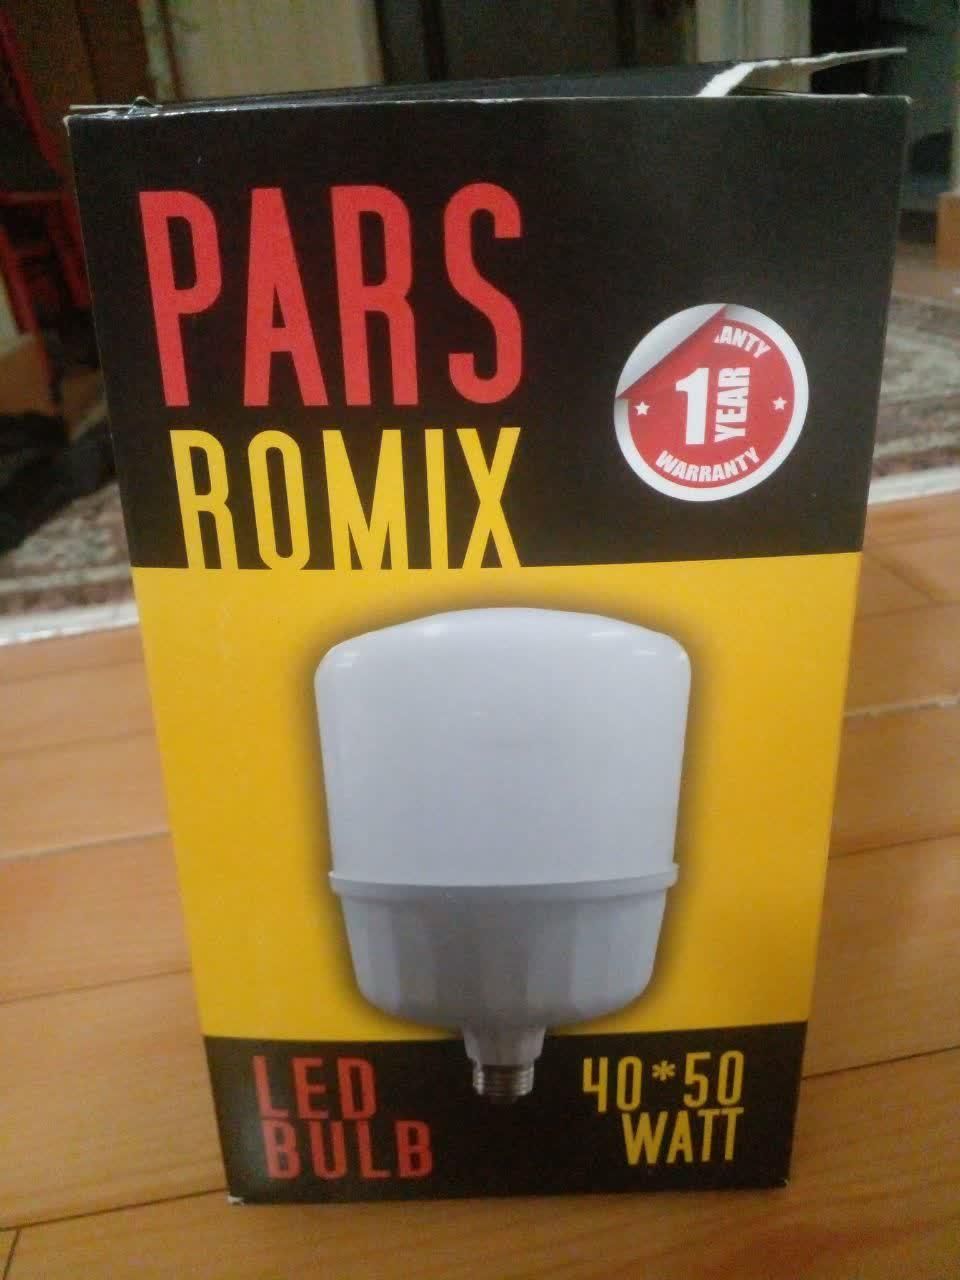 PARS
ROMIX
ANTY
1 YEAR
WARRANTY
LED
BULB
40*50
WATT